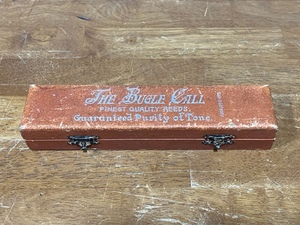 The Bugle Call
FINEST QUALITY REEDS.
Guaranteed Purity of Tone.